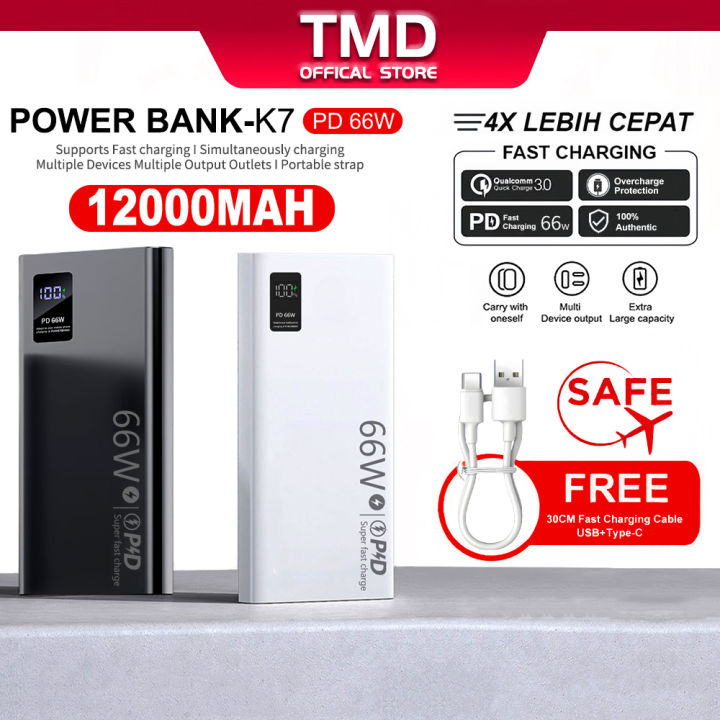 TMD
OFFICAL STORE
POWER BANK-K7 PD 66W
Supports Fast charging I Simultaneously charging
Multiple Devices Multiple Output Outlets I Portable strap
12000MAH
4X LEBIH CEPAT
FAST CHARGING
Qualcomm
Quick Charge 3.0
Overcharge
Protection
PD Fast
Charging 66W
100%
Authentic
Carry with
oneself
Multi
Device output
Extra
Large capacity
100%
PD 66W
66W
PD
Super fast charge
100%
PD 66W
66W
PD
Super fast charge
SAFE
FREE
30CM Fast Charging Cable
USB+Type-C